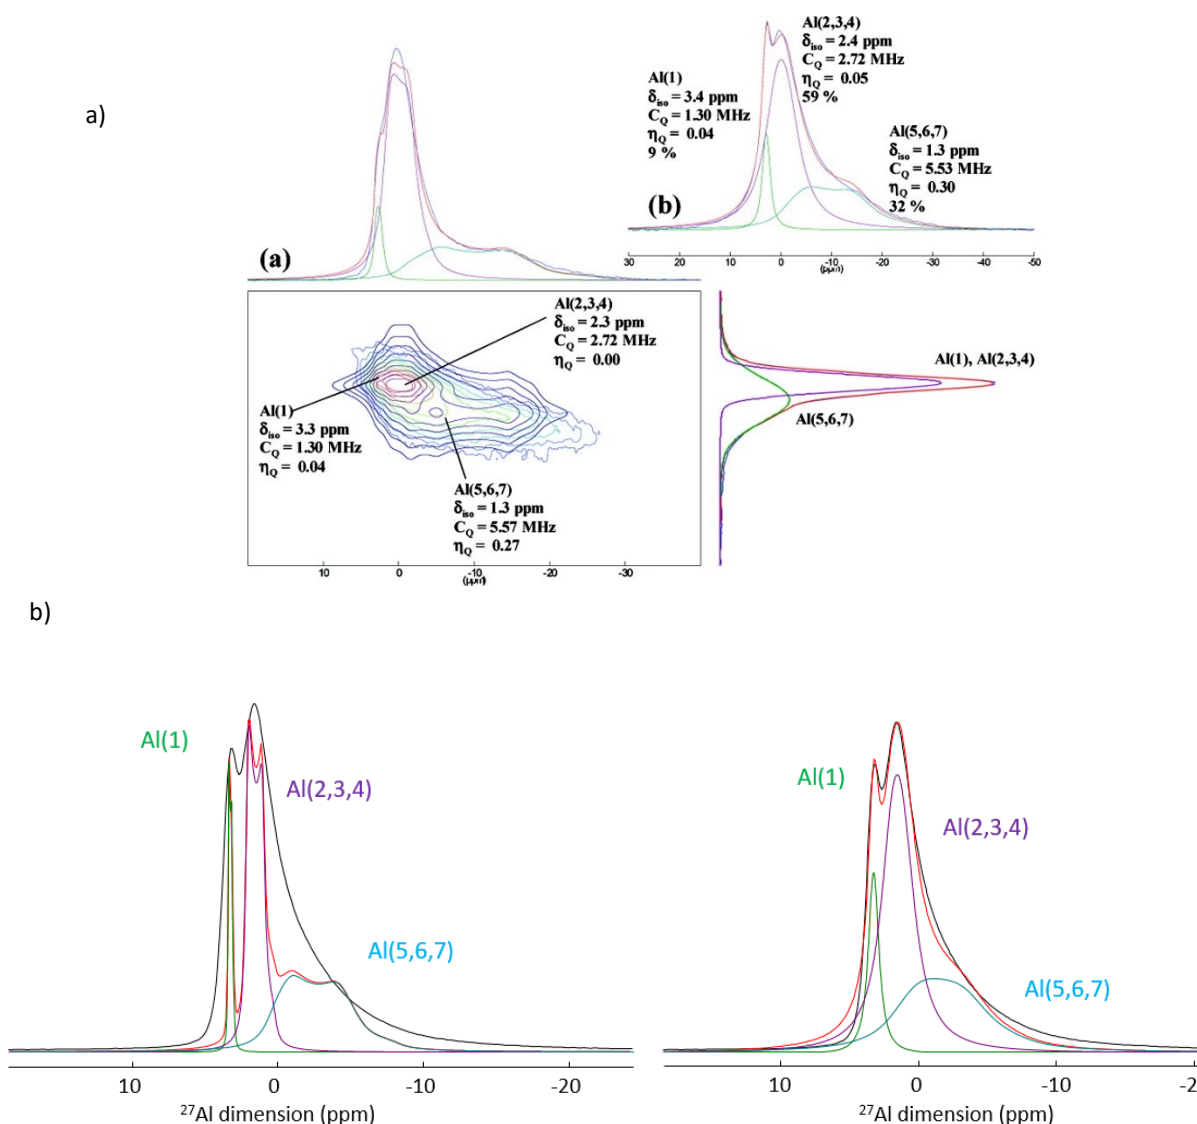 a)
Al(2,3,4)
δiso = 2.4 ppm
CQ = 2.72 MHz
ηQ = 0.05
59 %
Al(1)
δiso = 3.4 ppm
CQ = 1.30 MHz
ηQ = 0.04
9 %
Al(5,6,7)
δiso = 1.3 ppm
CQ = 5.53 MHz
ηQ = 0.30
32 %
(b)
30 20 10 0 -10 -20 -30 -40 -50
(ppm)
(a)
Al(2,3,4)
δiso = 2.3 ppm
CQ = 2.72 MHz
ηQ = 0.00
Al(1)
δiso = 3.3 ppm
CQ = 1.30 MHz
ηQ = 0.04
Al(5,6,7)
δiso = 1.3 ppm
CQ = 5.57 MHz
ηQ = 0.27
10 0 -10 -20 -30
(ppm)
Al(1), Al(2,3,4)
Al(5,6,7)
b)
Al(1)
Al(2,3,4)
Al(5,6,7)
10 0 -10 -20
27Al dimension (ppm)
Al(1)
Al(2,3,4)
Al(5,6,7)
10 0 -10 -2
27Al dimension (ppm)